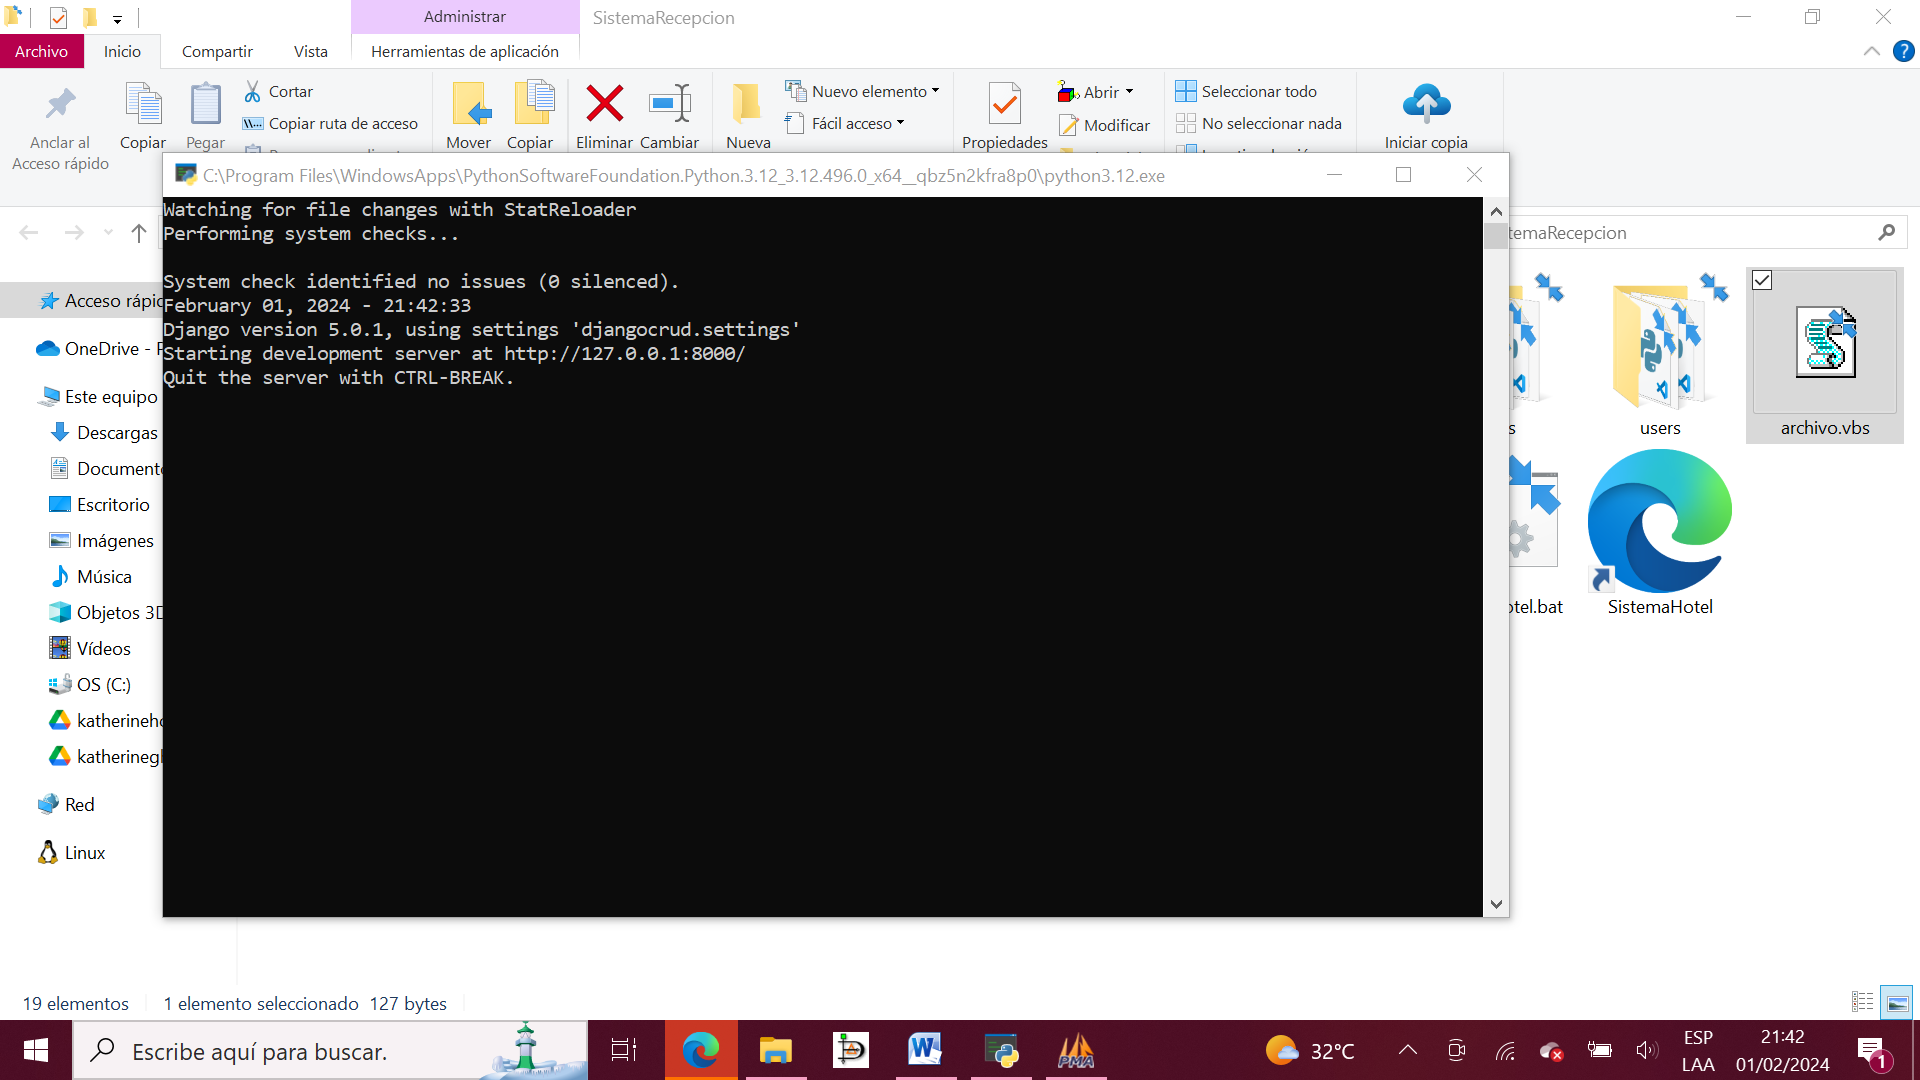 Administrar
SistemaRecepcion
Archivo
Inicio
Compartir
Vista
Herramientas de aplicación
Anclar al
Acceso rápido
Copiar
Pegar
Cortar
Copiar ruta de acceso
Mover
Copiar
Eliminar
Cambiar
Nueva
Nuevo elemento
Fácil acceso
Propiedades
Abrir
Modificar
Seleccionar todo
No seleccionar nada
Iniciar copia
C:\Program Files\WindowsApps\PythonSoftwareFoundation.Python.3.12_3.12.496.0_x64__qbz5n2kfra8p0\python3.12.exe
Watching for file changes with StatReloader
Performing system checks...
System check identified no issues (0 silenced).
February 01, 2024 - 21:42:33
Django version 5.0.1, using settings 'djangocrud.settings'
Starting development server at http://127.0.0.1:8000/
Quit the server with CTRL-BREAK.
temaRecepcion
Acceso rápid
OneDrive - P
Este equipo
Descargas
Documento
Escritorio
Imágenes
Música
Objetos 3D
Vídeos
OS (C:)
katherineho
katherinegl
Red
Linux
s
users
archivo.vbs
otel.bat
SistemaHotel
19 elementos
1 elemento seleccionado 127 bytes
Escribe aquí para buscar.
PMA
32°C
ESP
LAA
21:42
01/02/2024
1